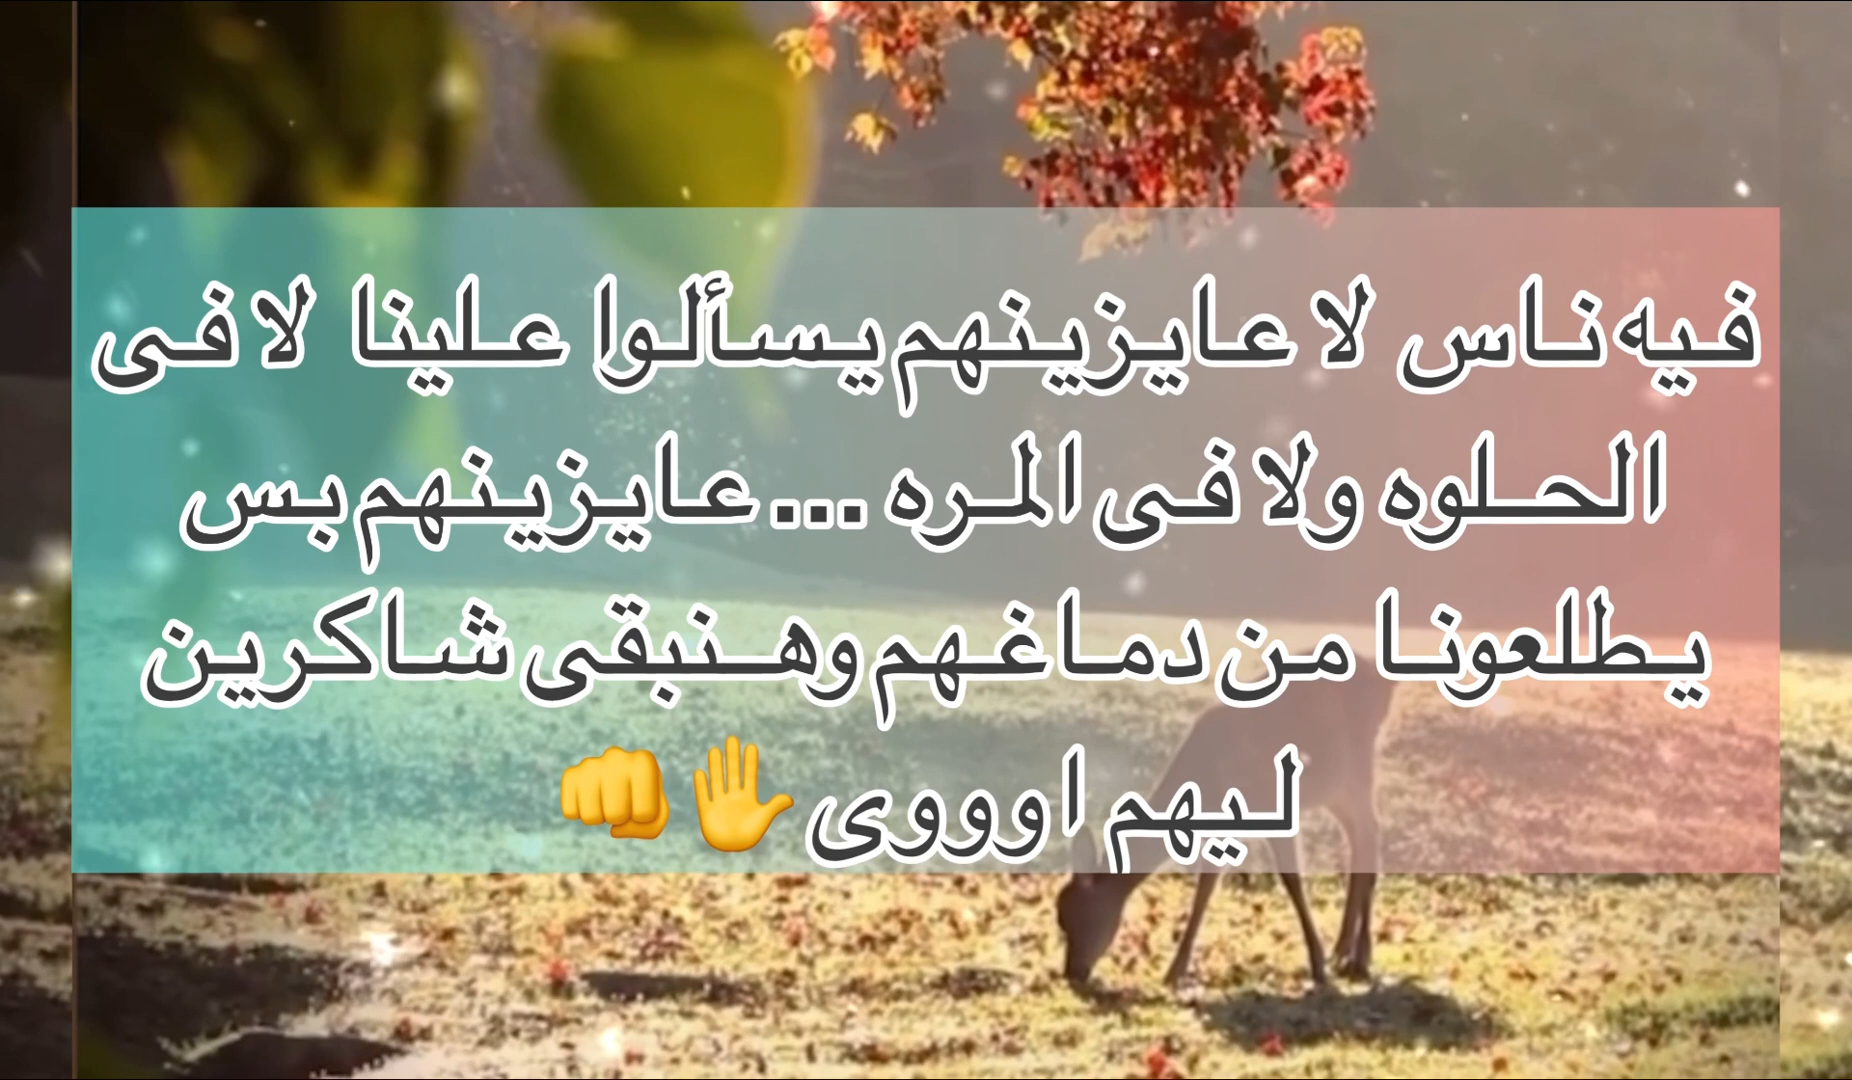 فيه ناس لا عايزينهم يسألوا علينا لا فى
الحلوه ولا فى المره ... عايزينهم بس
يطلعونا من دماغهم وهنبقى شاكرين
ليهم اوووى 🖐👊